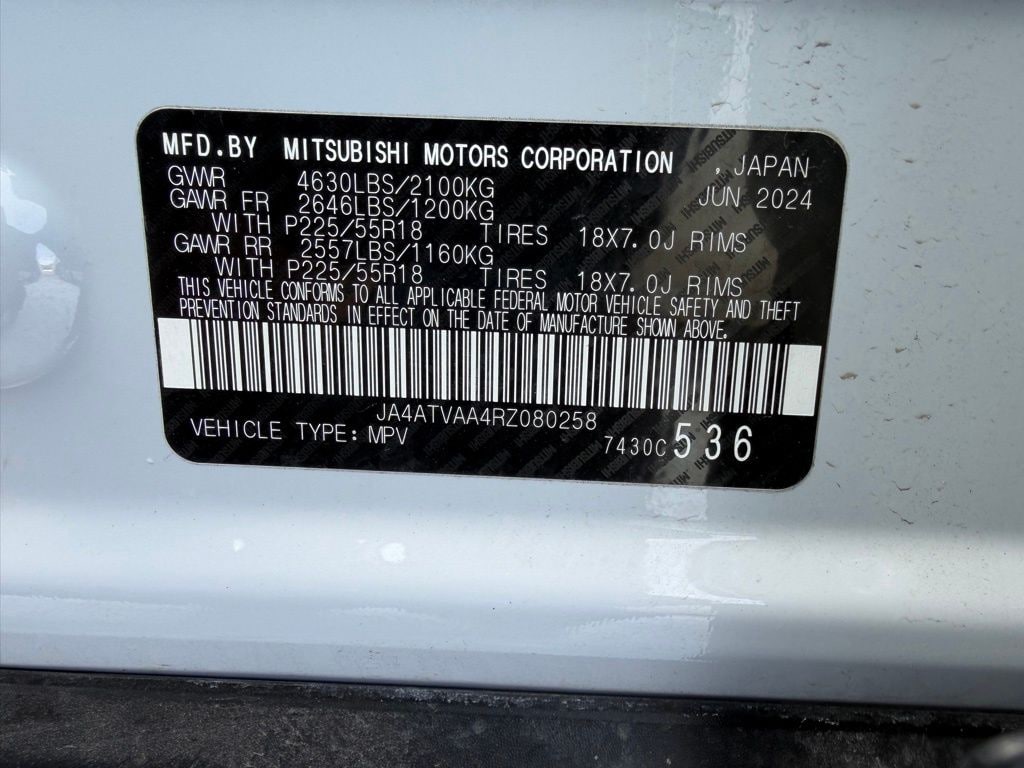 MFD.BY MITSUBISHI MOTORS CORPORATION , JAPAN
GVWR 4630LBS/2100KG JUN 2024
GAWR FR 2646LBS/1200KG
WITH P225/55R18 TIRES 18X7.0J RIMS
GAWR RR 2557LBS/1160KG
WITH P225/55R18 TIRES 18X7.0J RIMS
THIS VEHICLE CONFORMS TO ALL APPLICABLE FEDERAL MOTOR VEHICLE SAFETY AND THEFT
PREVENTION STANDARDS IN EFFECT ON THE DATE OF MANUFACTURE SHOWN ABOVE.
JA4ATVAA4RZ080258
VEHICLE TYPE: MPV 7430C 536